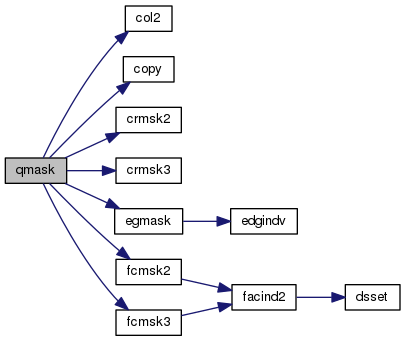 col2
copy
crmsk2
crmsk3
qmask
egmask
edgindv
fcmsk2
facind2
dsset
fcmsk3